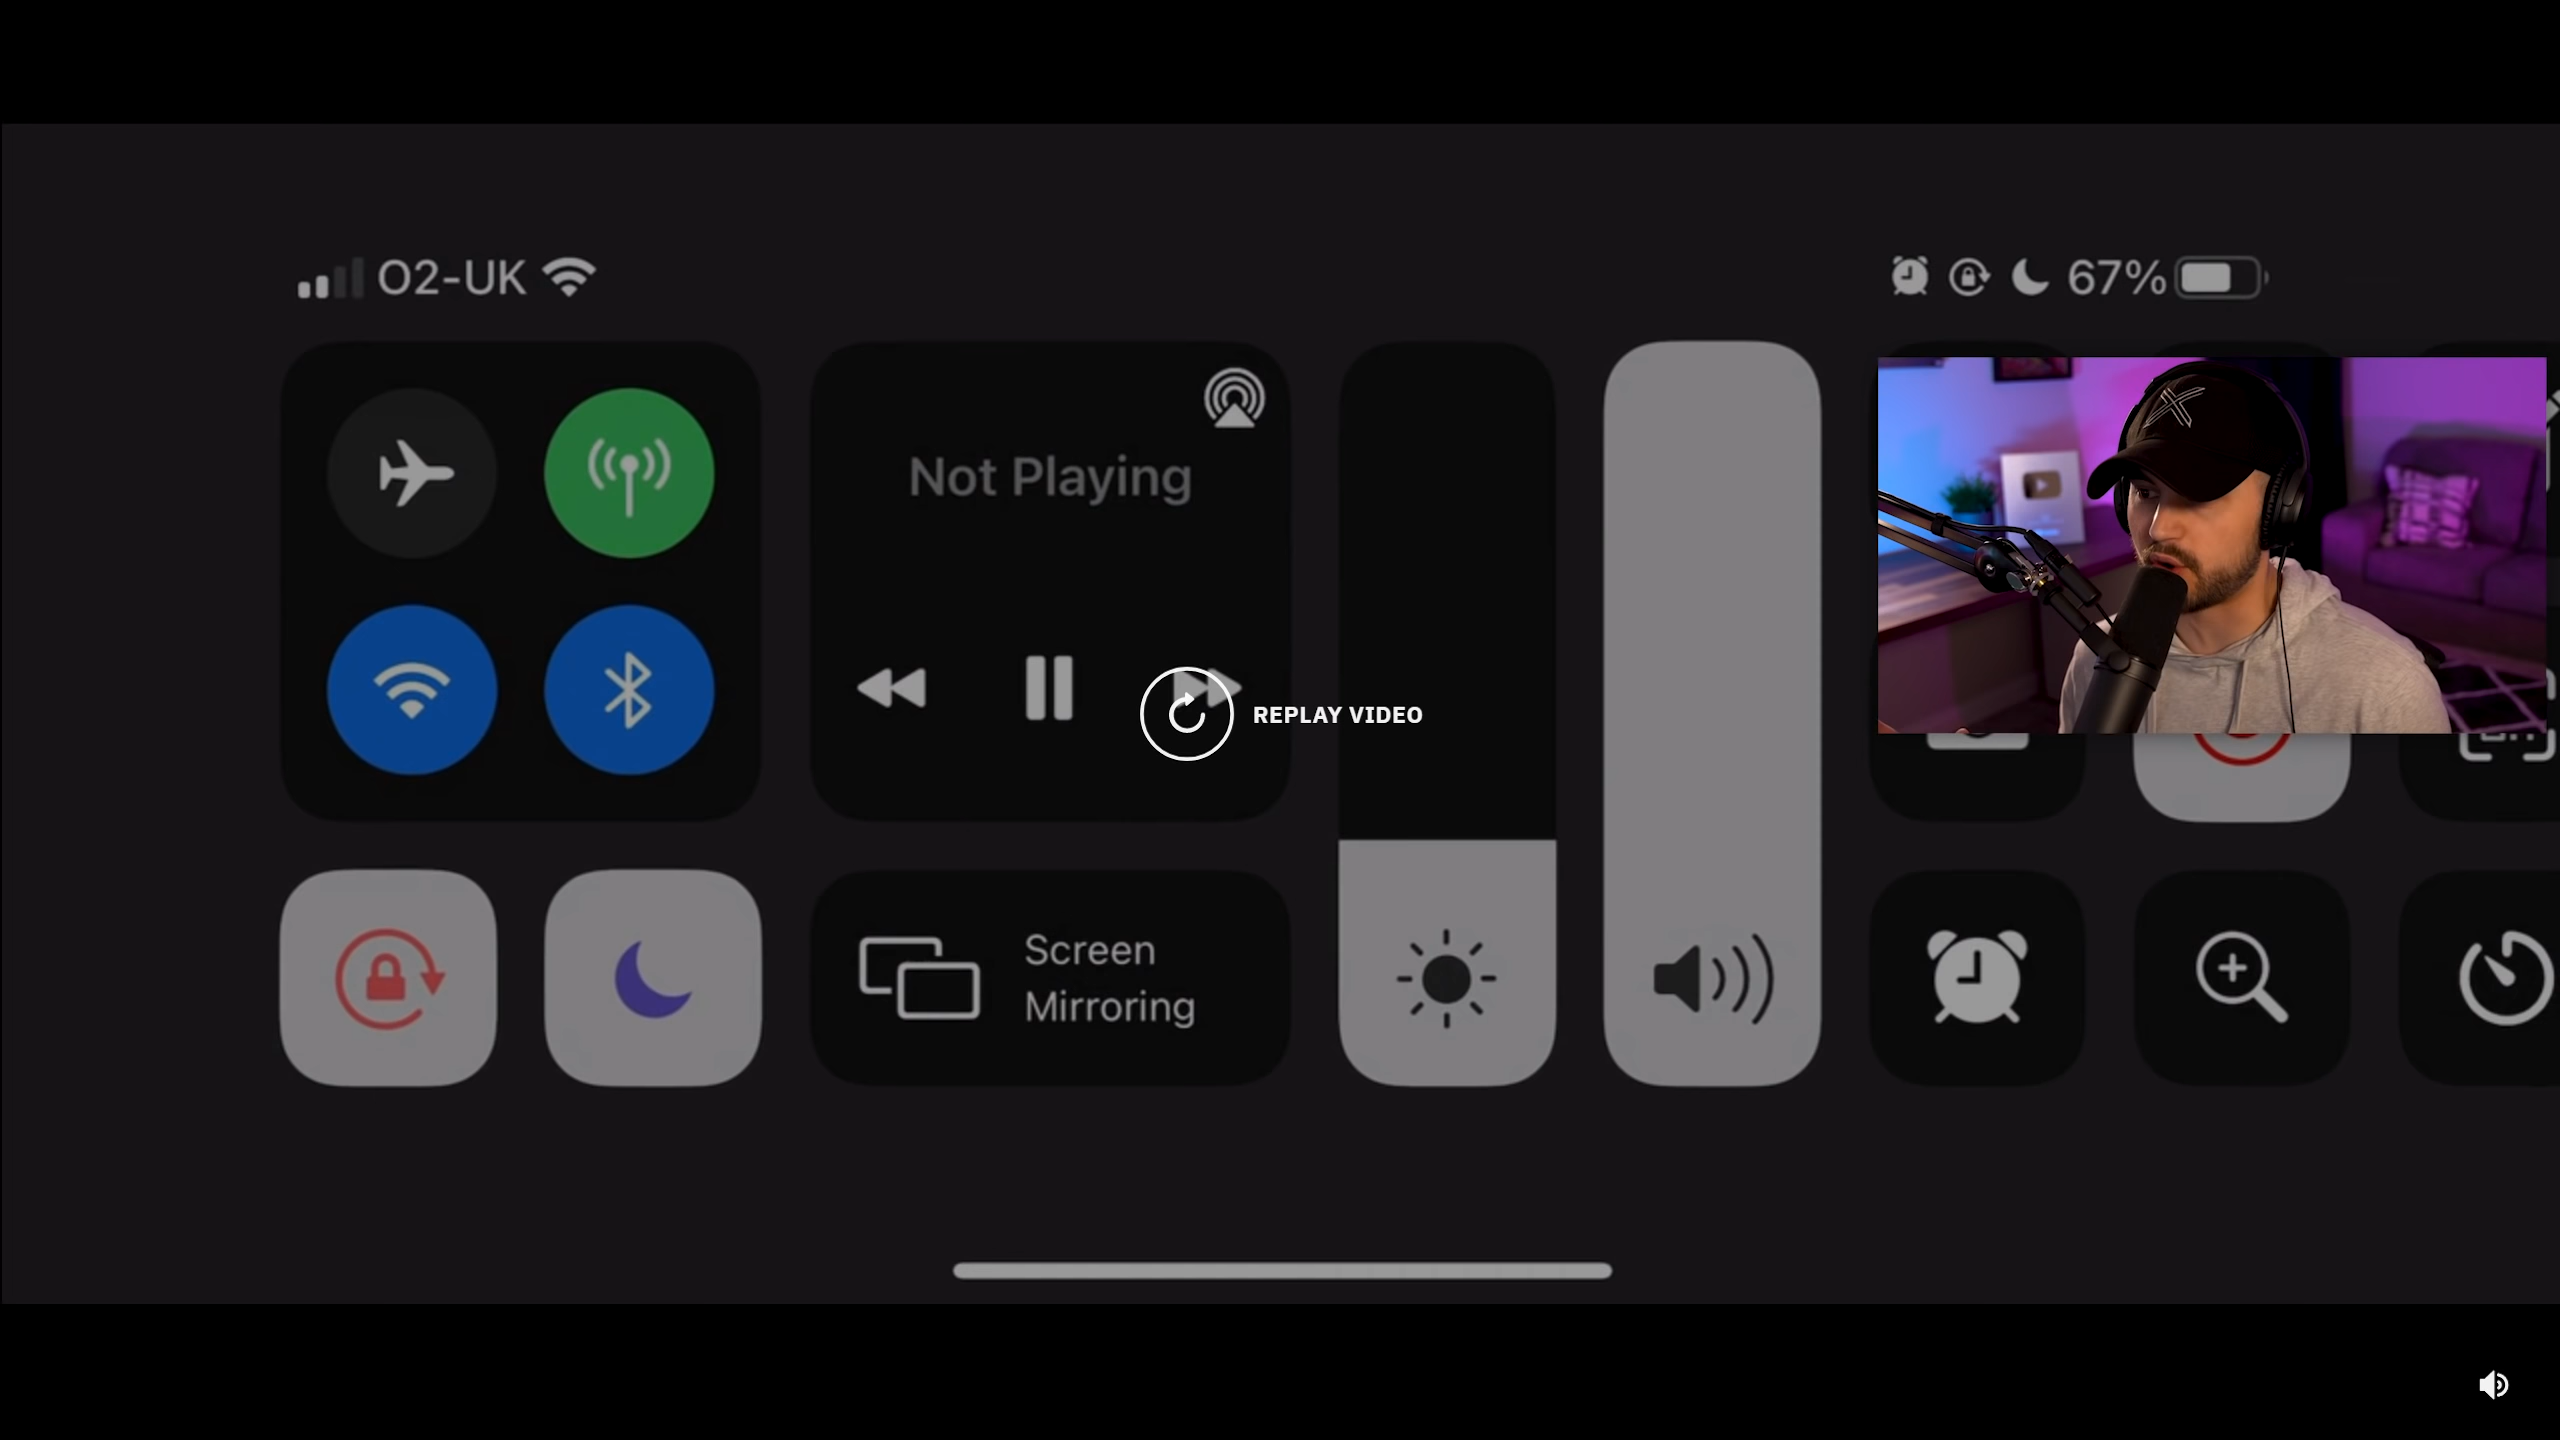 O2-UK
67%
Not Playing
REPLAY VIDEO
Screen
Mirroring